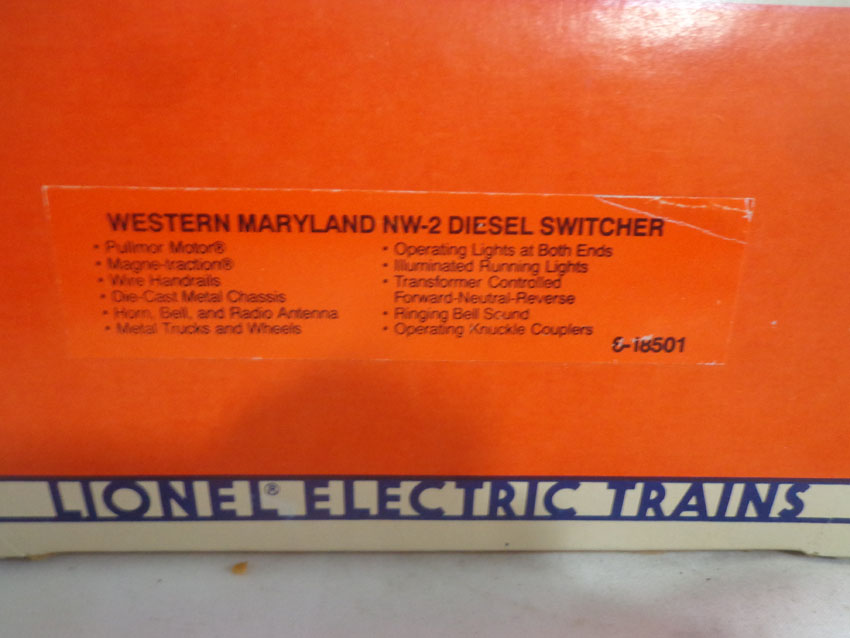 WESTERN MARYLAND NW-2 DIESEL SWITCHER
• Pullmor Motor®
• Magne-traction®
• Wire Handrails
• Die-Cast Metal Chassis
• Horn, Bell, and Radio Antenna
• Metal Trucks and Wheels
• Operating Lights at Both Ends
• Illuminated Running Lights
• Transformer Controlled
Forward-Neutral-Reverse
• Ringing Bell Sound
• Operating Knuckle Couplers
6-18501
LIONEL® ELECTRIC TRAINS